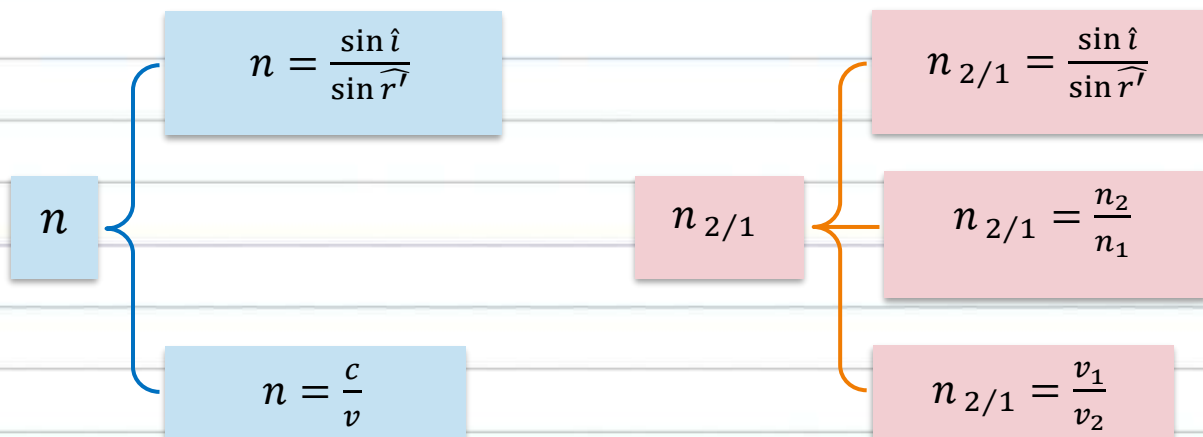 n = sin î / sin r̂′
n
n = c / v
n 2/1 = sin î / sin r̂′
n 2/1
n 2/1 = n₂ / n₁
n 2/1 = v₁ / v₂